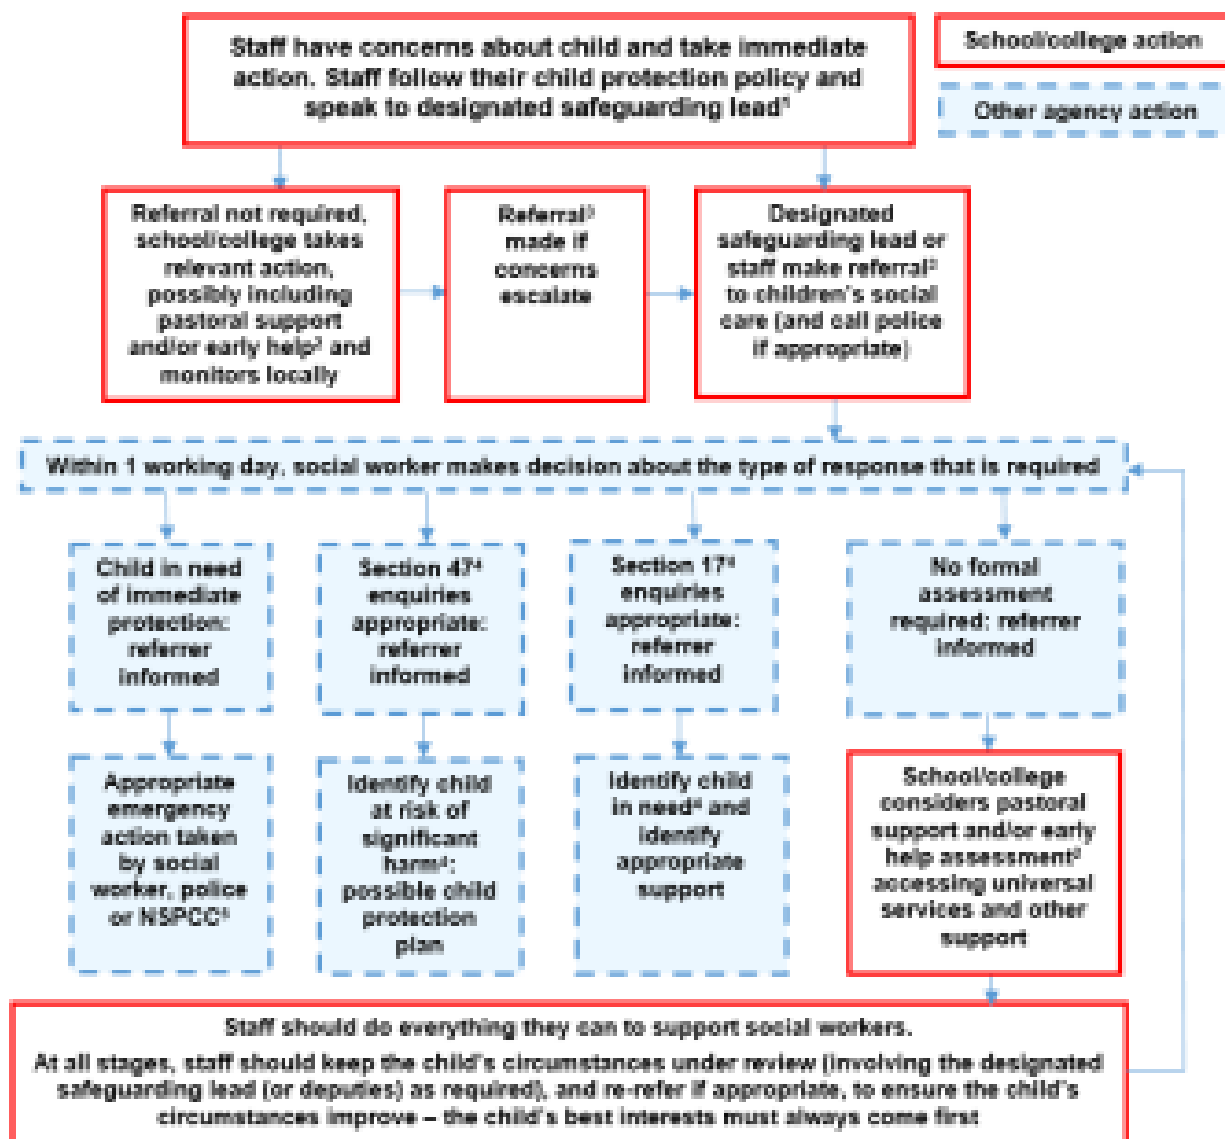 Staff have concerns about child and take immediate
action. Staff follow their child protection policy and
speak to designated safeguarding lead¹
School/college action
Other agency action
Referral not required,
school/college takes
relevant action,
possibly including
pastoral support
and/or early help² and
monitors locally
Referral³
made if
concerns
escalate
Designated
safeguarding lead or
staff make referral³
to children's social
care (and call police
if appropriate)
Within 1 working day, social worker makes decision about the type of response that is required
Child in need
of immediate
protection:
referrer
informed
Section 47⁴
enquiries
appropriate:
referrer
informed
Section 17⁴
enquiries
appropriate:
referrer
informed
No formal
assessment
required: referrer
informed
Appropriate
emergency
action taken
by social
worker, police
or NSPCC⁵
Identify child
at risk of
significant
harm⁴:
possible child
protection
plan
Identify child
in need⁴ and
identify
appropriate
support
School/college
considers pastoral
support and/or early
help assessment²
accessing universal
services and other
support
Staff should do everything they can to support social workers.
At all stages, staff should keep the child's circumstances under review (involving the designated
safeguarding lead (or deputies) as required), and re-refer if appropriate, to ensure the child's
circumstances improve – the child's best interests must always come first